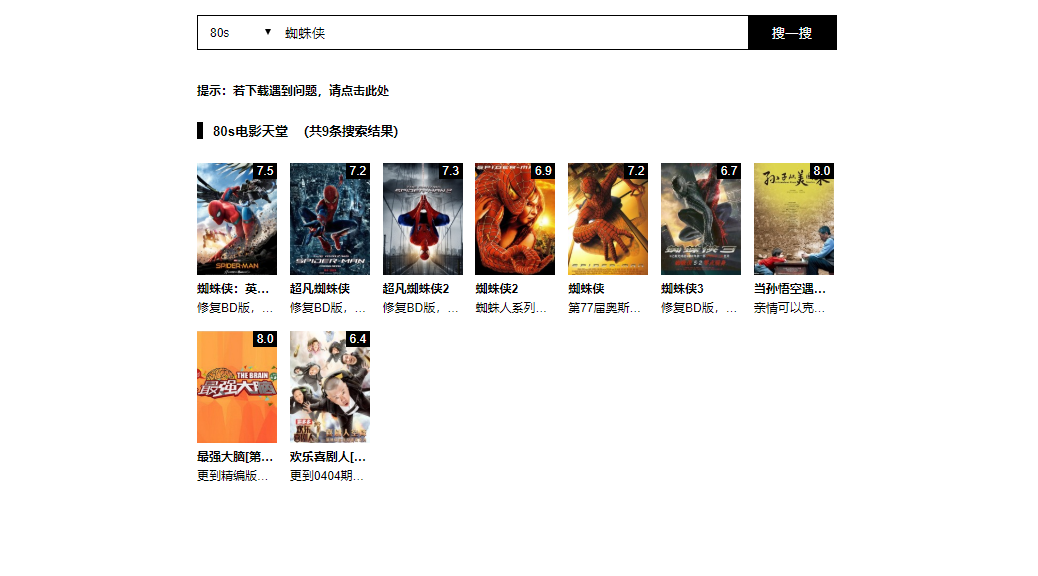 80s ▼ 蜘蛛侠 搜一搜
提示：若下载遇到问题，请点击此处
80s电影天堂 (共9条搜索结果)
7.5 7.2 7.3 6.9 7.2 6.7 8.0
SPIDER-MAN
SPIDER-MAN
蜘蛛侠3
蜘蛛侠：英... 超凡蜘蛛侠 超凡蜘蛛侠2 蜘蛛侠2 蜘蛛侠 蜘蛛侠3 当孙悟空遇...
修复BD版，... 修复BD版，... 修复BD版，... 蜘蛛人系列... 第77届奥斯... 修复BD版，... 亲情可以克...
8.0 6.4
THE BRAIN
最强大脑
欢乐喜剧人
最强大脑[第... 欢乐喜剧人[...
更到精编版... 更到0404期...